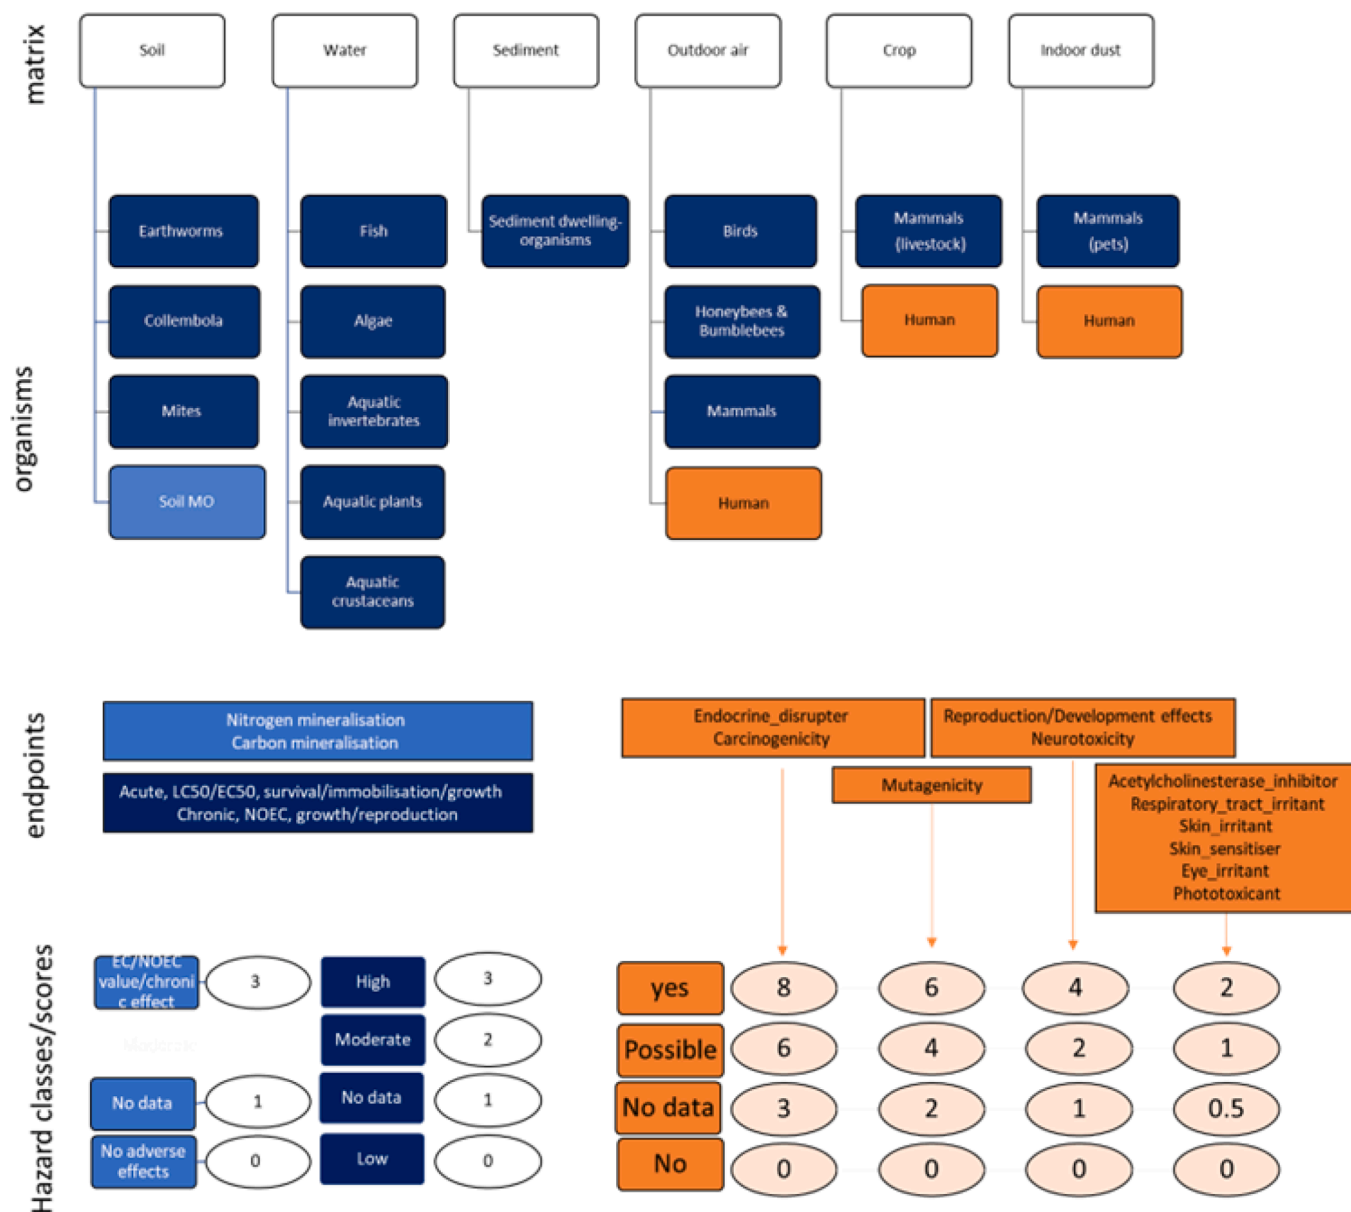 matrix
Soil
Water
Sediment
Outdoor air
Crop
Indoor dust
organisms
Earthworms
Fish
Sediment dwelling-
organisms
Birds
Mammals
(livestock)
Mammals
(pets)
Collembola
Algae
Honeybees &
Bumblebees
Human
Human
Mites
Aquatic
invertebrates
Mammals
Soil MO
Aquatic plants
Human
Aquatic
crustaceans
endpoints
Nitrogen mineralisation
Carbon mineralisation
Acute, LC50/EC50, survival/immobilisation/growth
Chronic, NOEC, growth/reproduction
Endocrine_disrupter
Carcinogenicity
Reproduction/Development effects
Neurotoxicity
Mutagenicity
Acetylcholinesterase_inhibitor
Respiratory_tract_irritant
Skin_irritant
Skin_sensitiser
Eye_irritant
Phototoxicant
Hazard classes/scores
EC/NOEC
value/chroni
c effect
3
High
3
yes
8
6
4
2
Moderate
Moderate
2
Possible
6
4
2
1
No data
1
No data
1
No data
3
2
1
0.5
No adverse
effects
0
Low
0
No
0
0
0
0